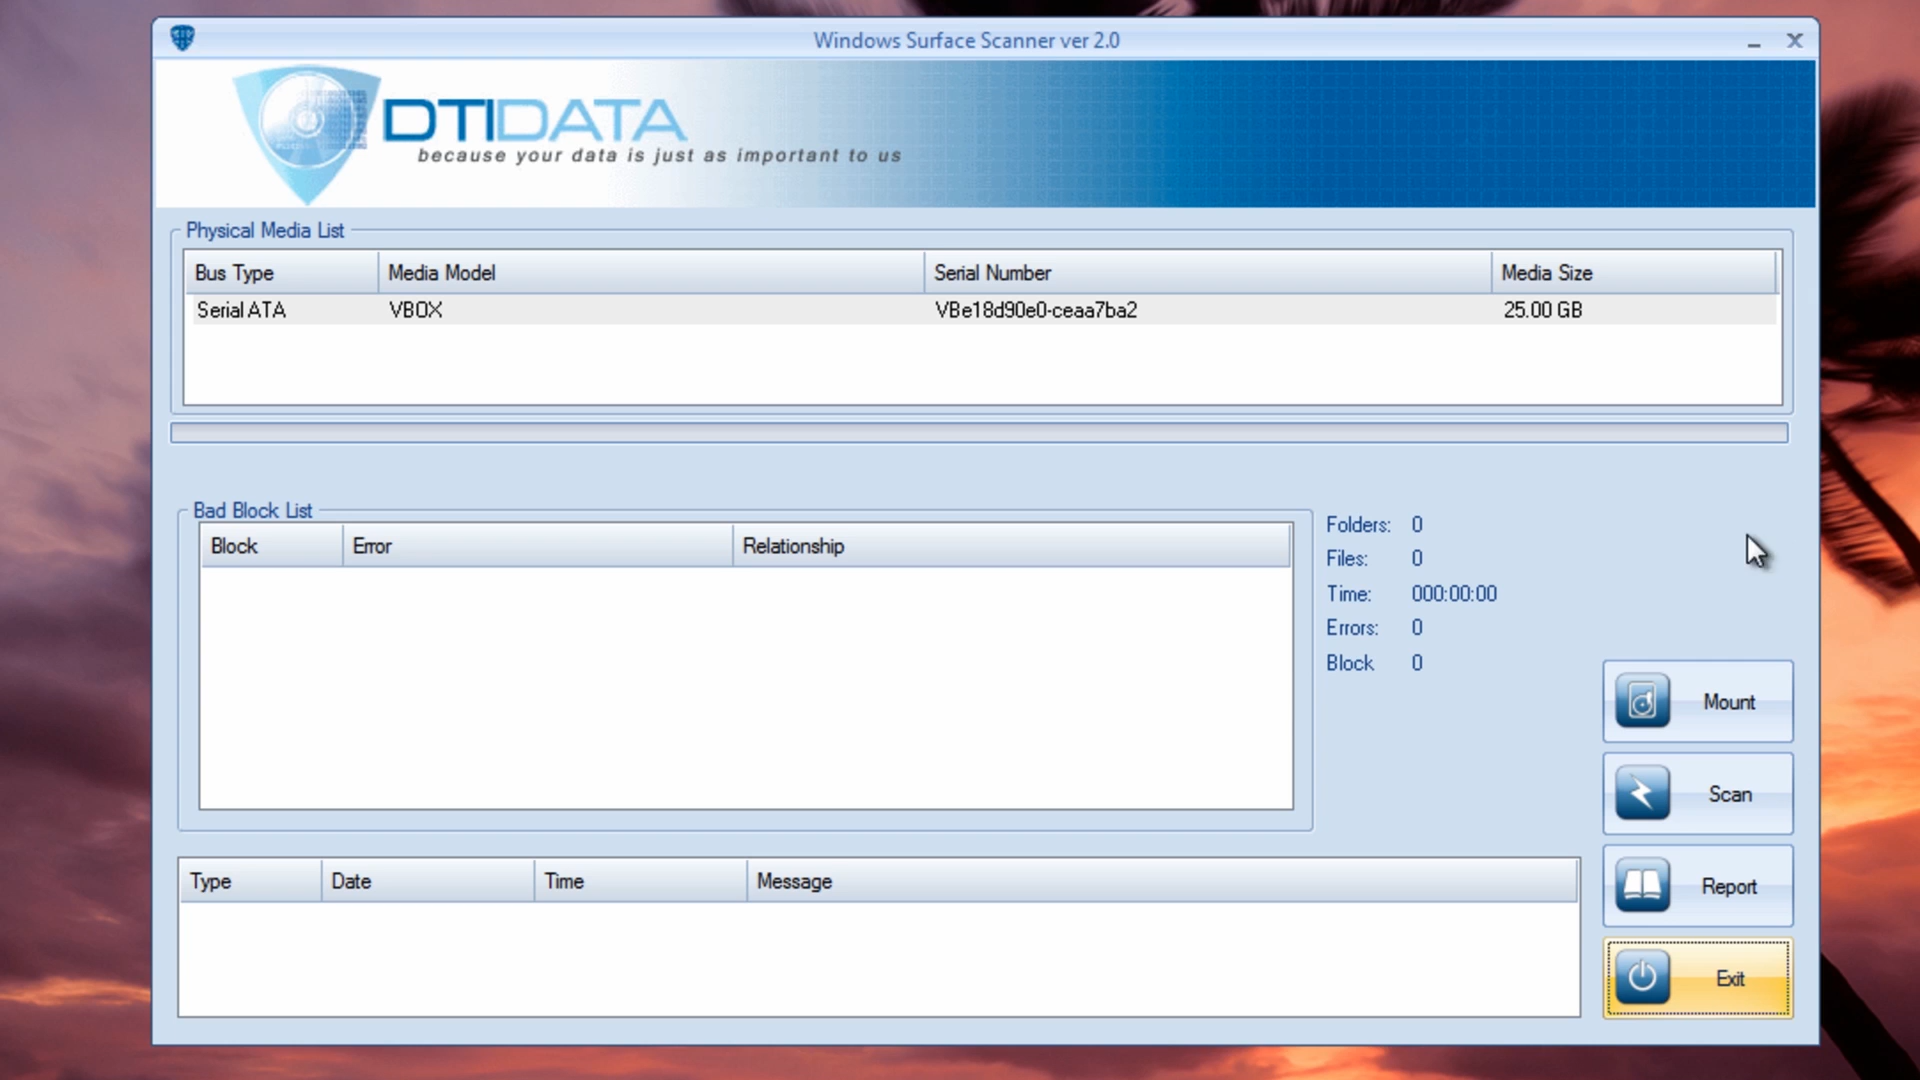 Windows Surface Scanner ver 2.0
DTIDATA
because your data is just as important to us
Physical Media List
Bus Type Media Model Serial Number Media Size
Serial ATA VBOX VBe18d90e0-ceaa7ba2 25.00 GB
Bad Block List
Block Error Relationship
Folders: 0
Files: 0
Time: 000:00:00
Errors: 0
Block 0
Mount
Scan
Report
Exit
Type Date Time Message